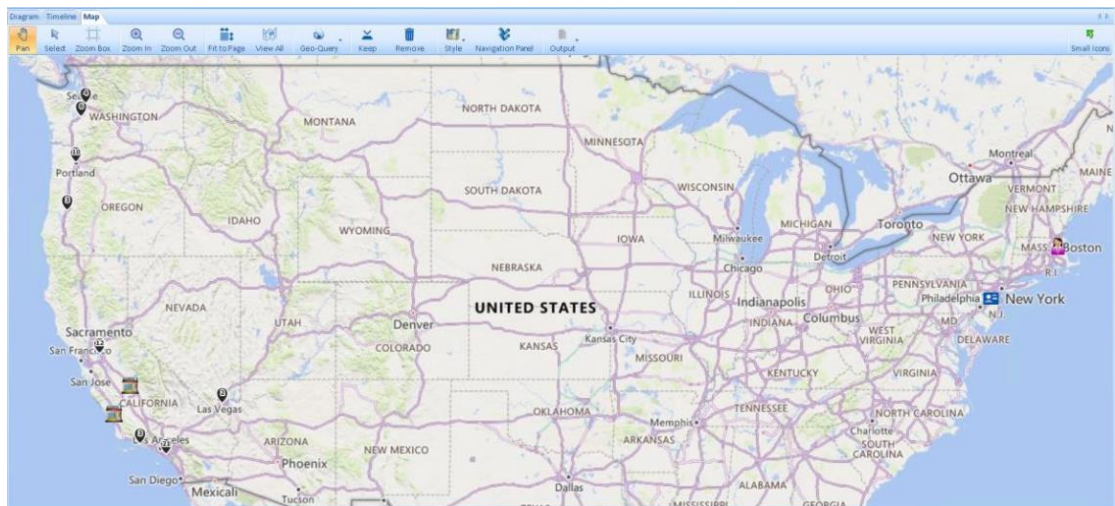 Diagram Timeline Map
Pan Select Zoom Box Zoom In Zoom Out Fit to Page View All Geo-Query Keep Remove Style Navigation Panel Output Small Icons
WASHINGTON
NORTH DAKOTA
MONTANA
MINNESOTA
Montreal
Ottawa
MAINE
Portland
SOUTH DAKOTA
WISCONSIN
VERMONT
OREGON
IDAHO
NEW HAMPSHIRE
WYOMING
MICHIGAN
Toronto
IOWA
Milwaukee
NEW YORK
MASS
Boston
Detroit
NEBRASKA
Chicago
R.I.
PENNSYLVANIA
NEVADA
UNITED STATES
ILLINOIS
Indianapolis
OHIO
Philadelphia
New York
N.J.
UTAH
Denver
INDIANA
Columbus
MD
Sacramento
Kansas City
WEST
VIRGINIA
DELAWARE
COLORADO
KANSAS
MISSOURI
San Jose
KENTUCKY
VIRGINIA
CALIFORNIA
Las Vegas
OKLAHOMA
TENNESSEE
NORTH CAROLINA
Memphis
Charlotte
ARIZONA
NEW MEXICO
ARKANSAS
SOUTH
CAROLINA
Phoenix
San Diego
Dallas
ALABAMA
Mexicali
Tucson